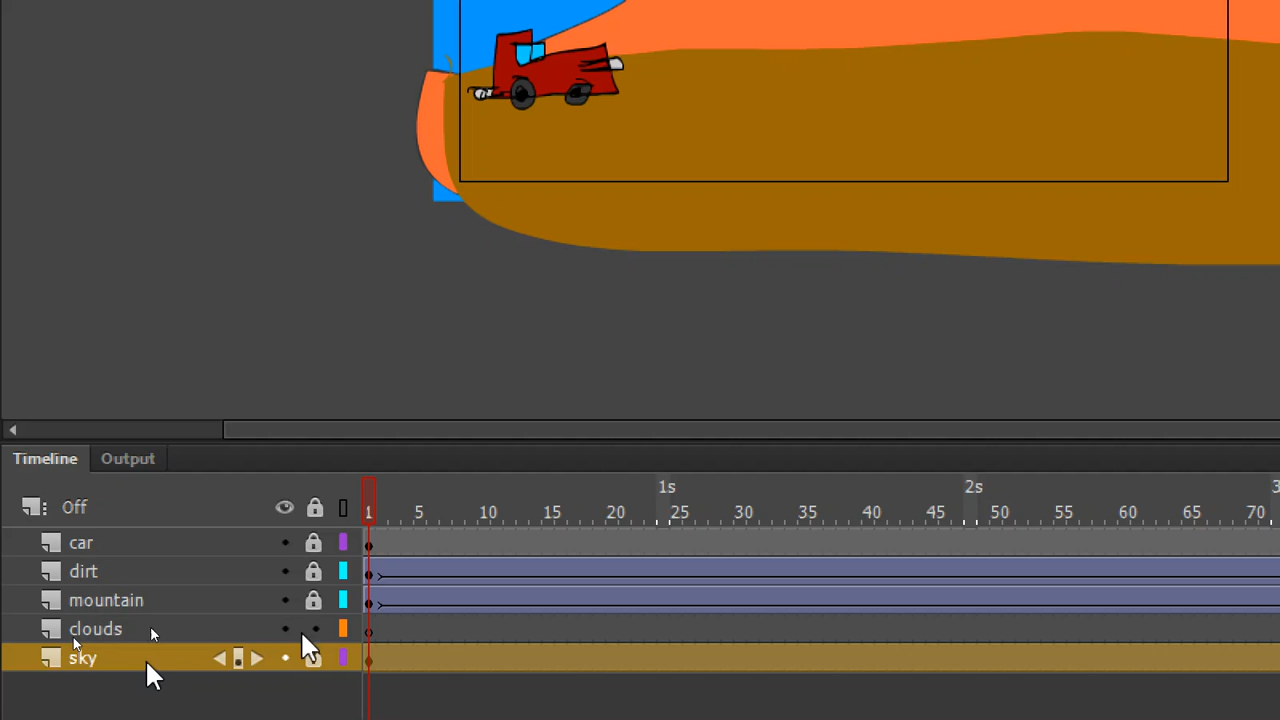 Timeline Output
Off
1s 2s 3
1 5 10 15 20 25 30 35 40 45 50 55 60 65 70
car
dirt
mountain
clouds
sky